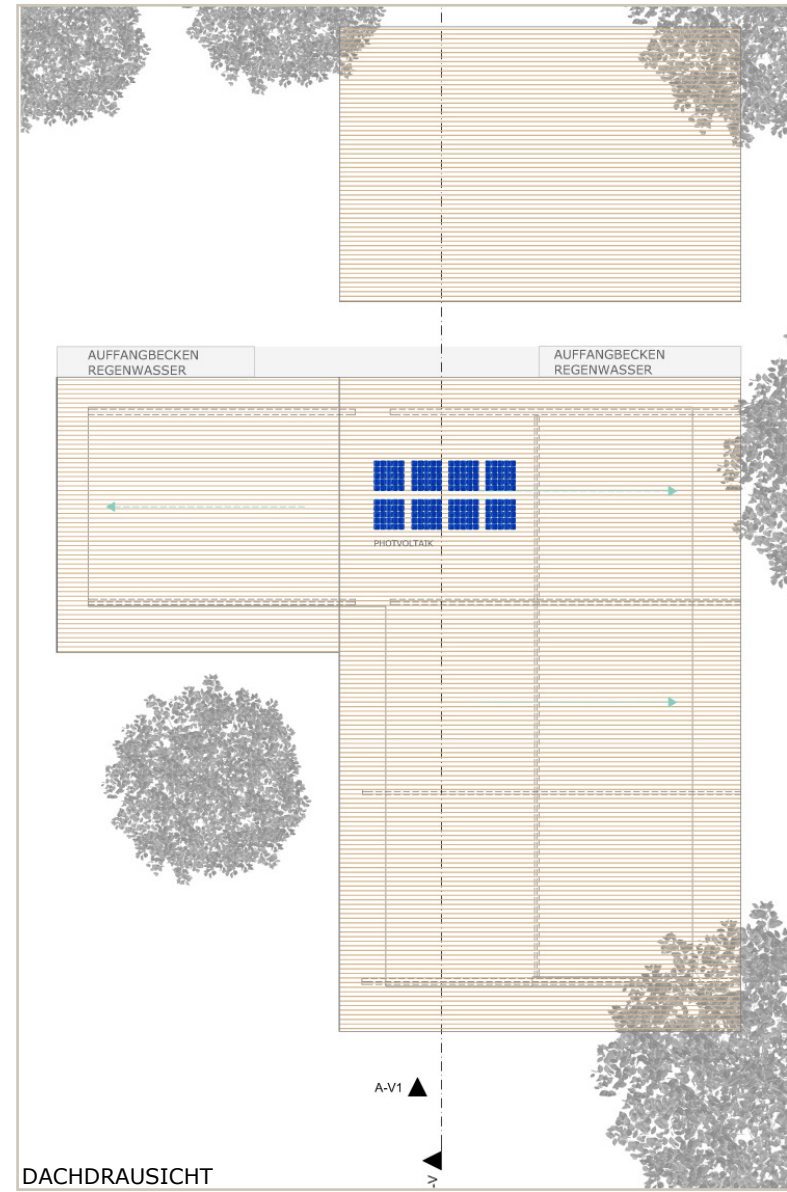 AUFFANGBECKEN
REGENWASSER
AUFFANGBECKEN
REGENWASSER
PHOTVOLTAIK
A-V1
DACHDRAUSICHT